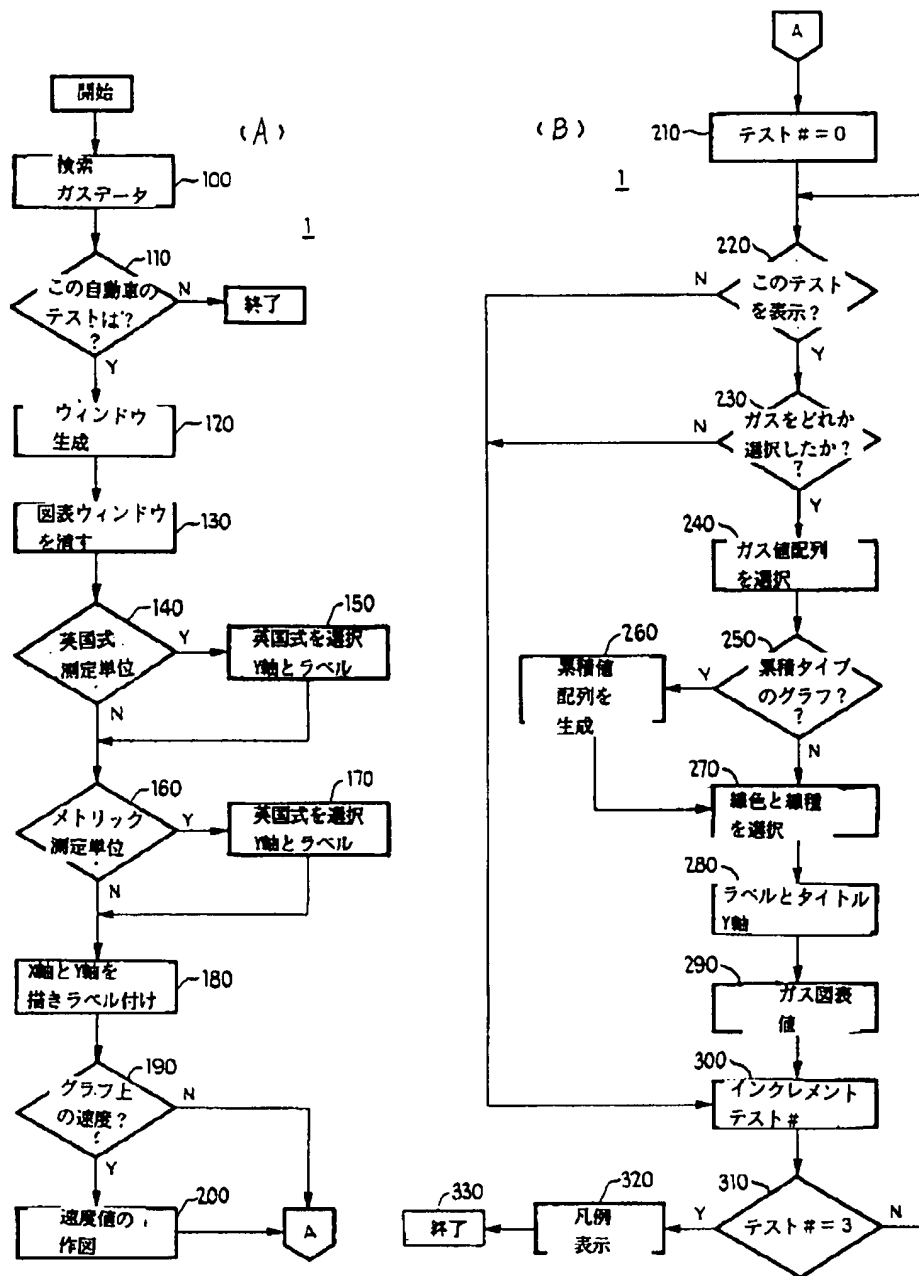 開始
(A)
検索
ガスデータ
100
1
110
この自動車の
テストは?
?
N
終了
Y
ウィンドウ
生成
120
図表ウィンドウ
を消す
130
140
英国式
測定単位
Y
150
英国式を選択
Y軸とラベル
N
160
メトリック
測定単位
Y
170
英国式を選択
Y軸とラベル
N
X軸とY軸を
描きラベル付け
180
190
グラフ上
の速度?
?
N
Y
200
速度値の
作図
A
A
(B)
210
テスト#=0
1
220
このテスト
を表示?
N
Y
230
ガスをどれか
選択したか?
?
N
Y
240
ガス値配列
を選択
250
累積タイプ
のグラフ?
?
Y
260
累積値
配列を
生成
N
270
線色と線種
を選択
280
ラベルとタイトル
Y軸
290
ガス図表
値
300
インクレメント
テスト#
310
テスト#=3
N
Y
320
凡例
表示
330
終了